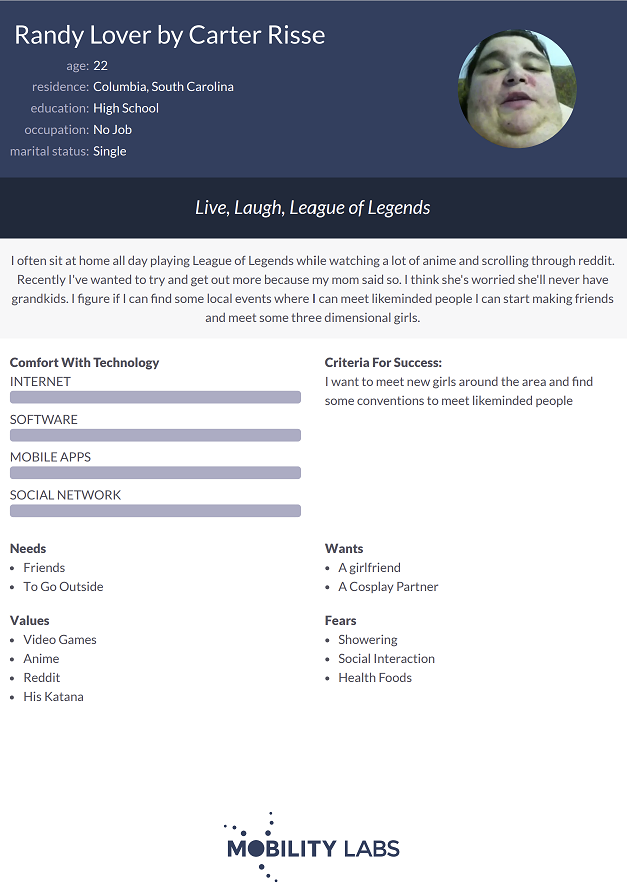 Randy Lover by Carter Risse
age: 22
residence: Columbia, South Carolina
education: High School
occupation: No Job
marital status: Single
Live, Laugh, League of Legends
I often sit at home all day playing League of Legends while watching a lot of anime and scrolling through reddit.
Recently I've wanted to try and get out more because my mom said so. I think she's worried she'll never have
grandkids. I figure if I can find some local events where I can meet likeminded people I can start making friends
and meet some three dimensional girls.
Comfort With Technology
INTERNET
SOFTWARE
MOBILE APPS
SOCIAL NETWORK
Criteria For Success:
I want to meet new girls around the area and find
some conventions to meet likeminded people
Needs
• Friends
• To Go Outside
Wants
• A girlfriend
• A Cosplay Partner
Values
• Video Games
• Anime
• Reddit
• His Katana
Fears
• Showering
• Social Interaction
• Health Foods
MOBILITY LABS